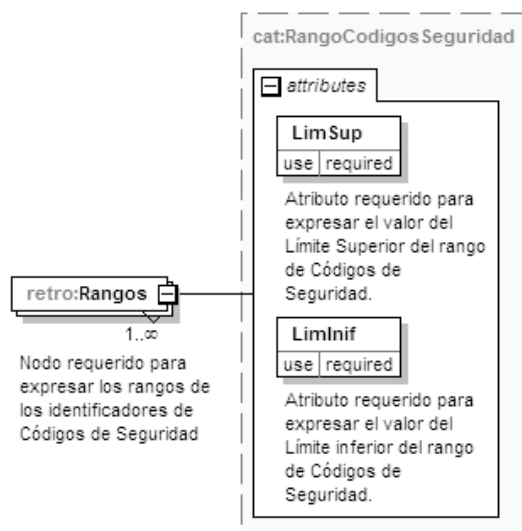 cat:RangoCodigosSeguridad
attributes
LimSup
use required
Atributo requerido para
expresar el valor del
Límite Superior del rango
de Códigos de
Seguridad.
retro:Rangos
1..∞
Nodo requerido para
expresar los rangos de
los identificadores de
Códigos de Seguridad
LimInif
use required
Atributo requerido para
expresar el valor del
Límite inferior del rango
de Códigos de
Seguridad.